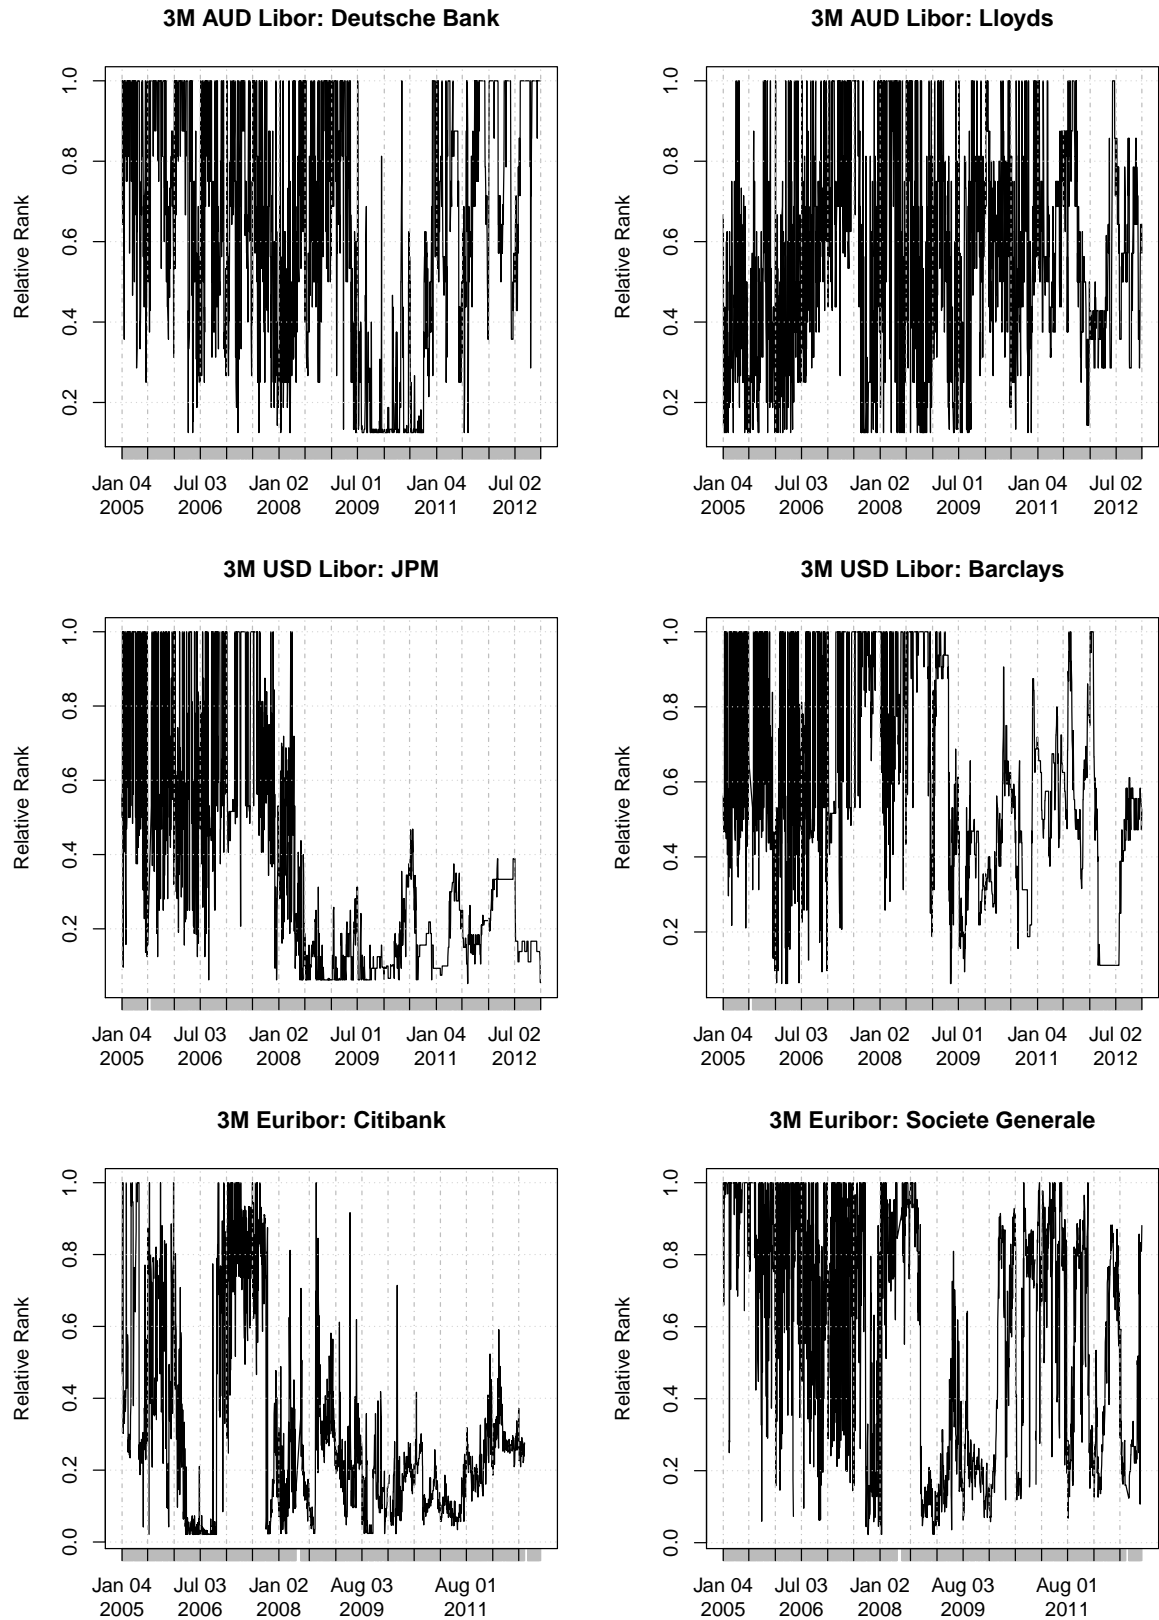 3M AUD Libor: Deutsche Bank
Relative Rank
0.2 0.4 0.6 0.8 1.0
Jan 04 Jul 03 Jan 02 Jul 01 Jan 04 Jul 02
2005 2006 2008 2009 2011 2012
3M AUD Libor: Lloyds
Relative Rank
0.2 0.4 0.6 0.8 1.0
Jan 04 Jul 03 Jan 02 Jul 01 Jan 04 Jul 02
2005 2006 2008 2009 2011 2012
3M USD Libor: JPM
Relative Rank
0.2 0.4 0.6 0.8 1.0
Jan 04 Jul 03 Jan 02 Jul 01 Jan 04 Jul 02
2005 2006 2008 2009 2011 2012
3M USD Libor: Barclays
Relative Rank
0.2 0.4 0.6 0.8 1.0
Jan 04 Jul 03 Jan 02 Jul 01 Jan 04 Jul 02
2005 2006 2008 2009 2011 2012
3M Euribor: Citibank
Relative Rank
0.0 0.2 0.4 0.6 0.8 1.0
Jan 04 Jul 03 Jan 02 Aug 03 Aug 01
2005 2006 2008 2009 2011
3M Euribor: Societe Generale
Relative Rank
0.0 0.2 0.4 0.6 0.8 1.0
Jan 04 Jul 03 Jan 02 Aug 03 Aug 01
2005 2006 2008 2009 2011